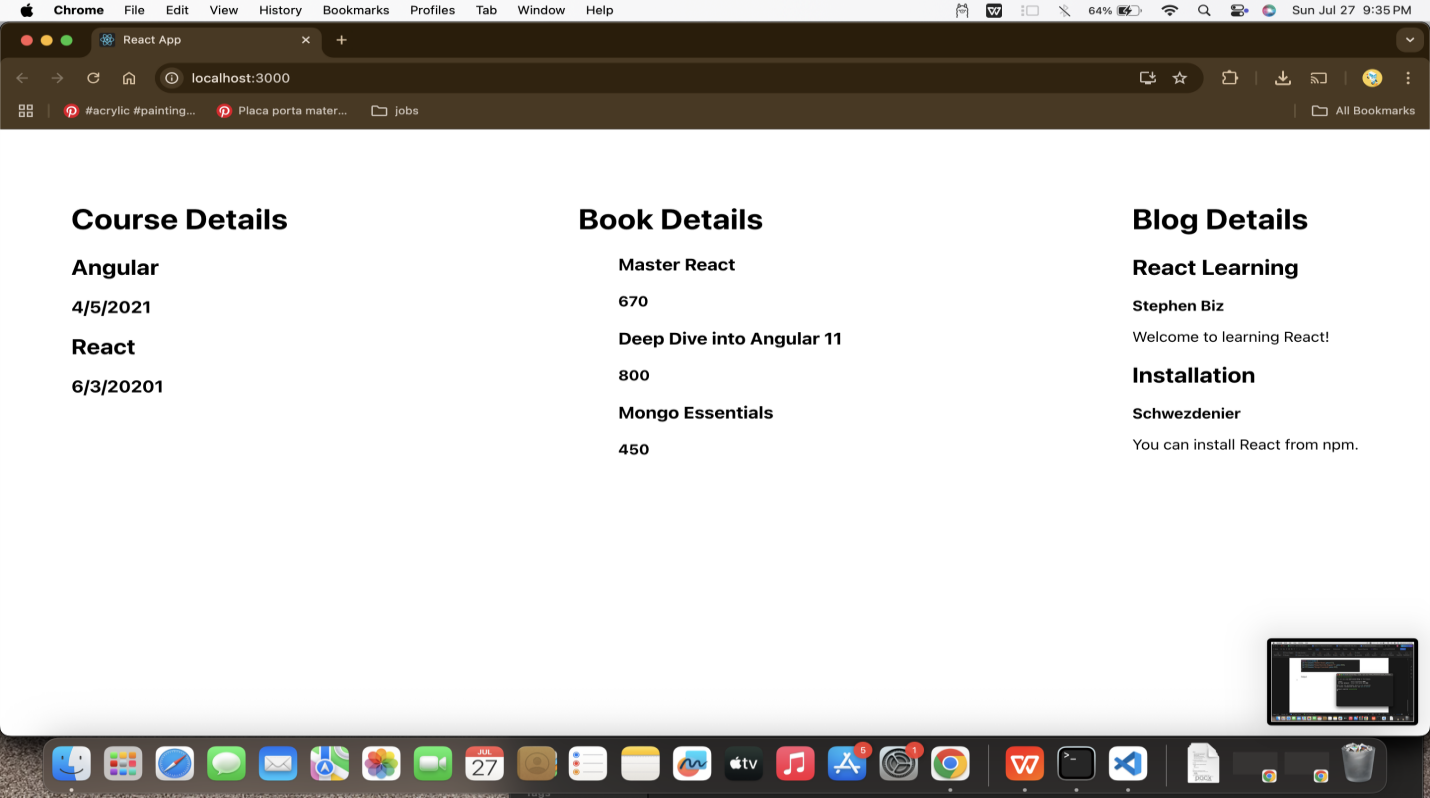 Chrome File Edit View History Bookmarks Profiles Tab Window Help 64% Sun Jul 27 9:35 PM
React App
localhost:3000
#acrylic #painting... Placa porta mater... jobs All Bookmarks
Course Details
Angular
4/5/2021
React
6/3/20201
Book Details
Master React
670
Deep Dive into Angular 11
800
Mongo Essentials
450
Blog Details
React Learning
Stephen Biz
Welcome to learning React!
Installation
Schwezdenier
You can install React from npm.
JUL
27
tv
5
1
DOCX
Tags